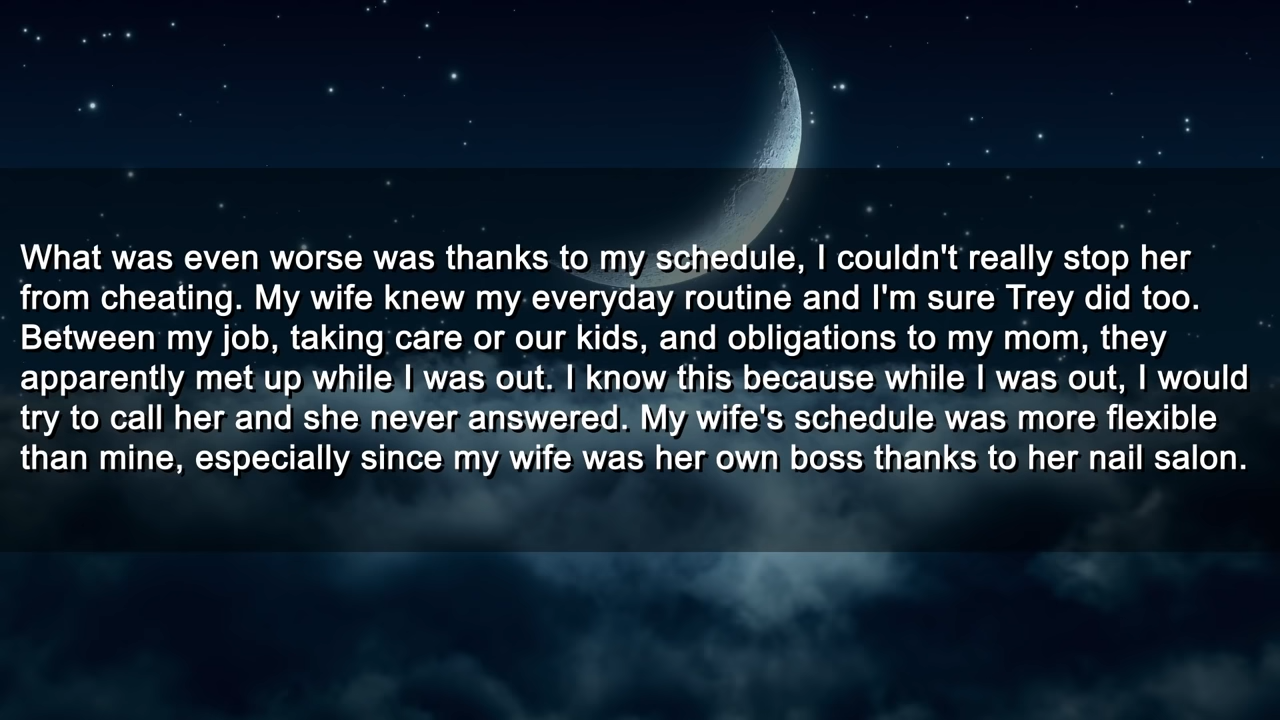 What was even worse was thanks to my schedule, I couldn't really stop her
from cheating. My wife knew my everyday routine and I'm sure Trey did too.
Between my job, taking care or our kids, and obligations to my mom, they
apparently met up while I was out. I know this because while I was out, I would
try to call her and she never answered. My wife's schedule was more flexible
than mine, especially since my wife was her own boss thanks to her nail salon.